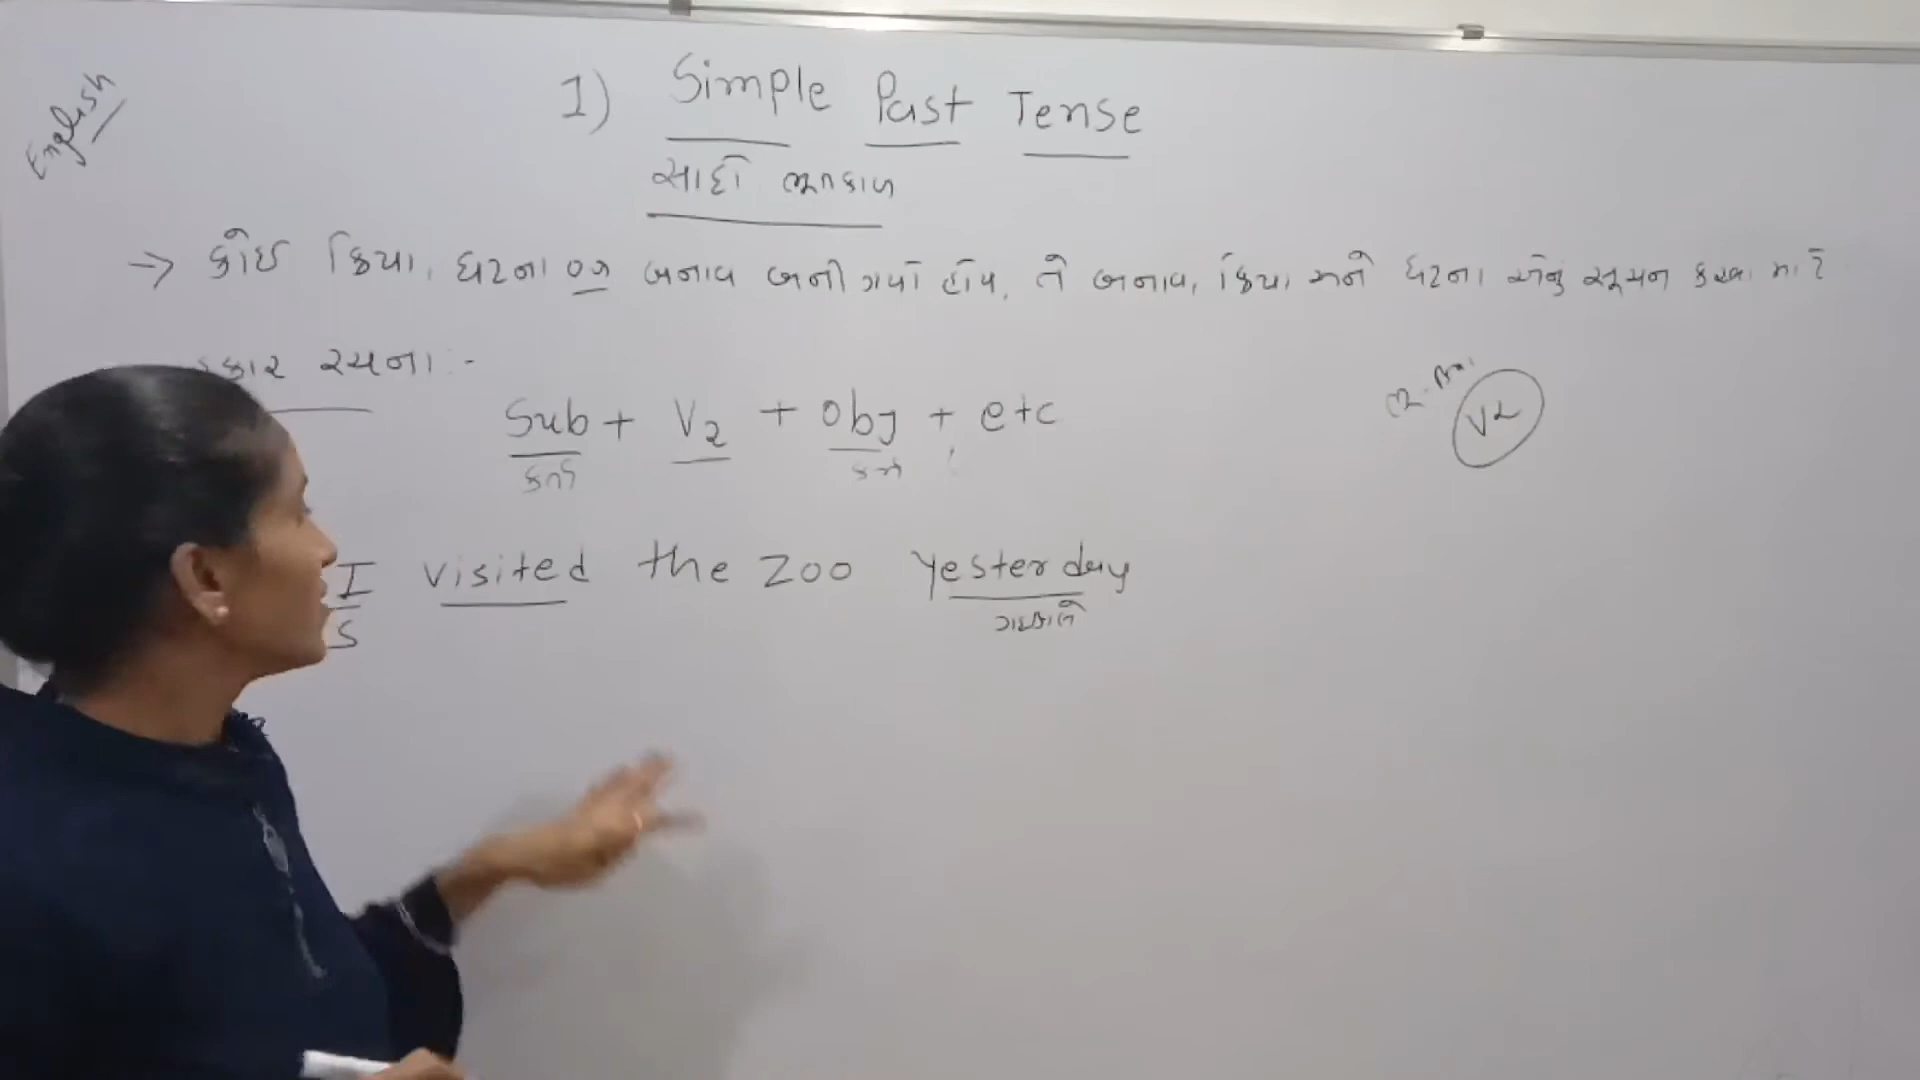 English
1) Simple Past Tense
સાદો ભૂતકાળ
→ કોઈ ક્રિયા, ઘટના બનાવ બની ગયો હોય, તે બનાવ, ક્રિયા અને ઘટના એનું સૂચન કરવા માટે
કાર રચના :-
Sub + V2 + Obj + etc
કર્તા કર્મ
V2
I visited the zoo yesterday
S ગઇકાલે